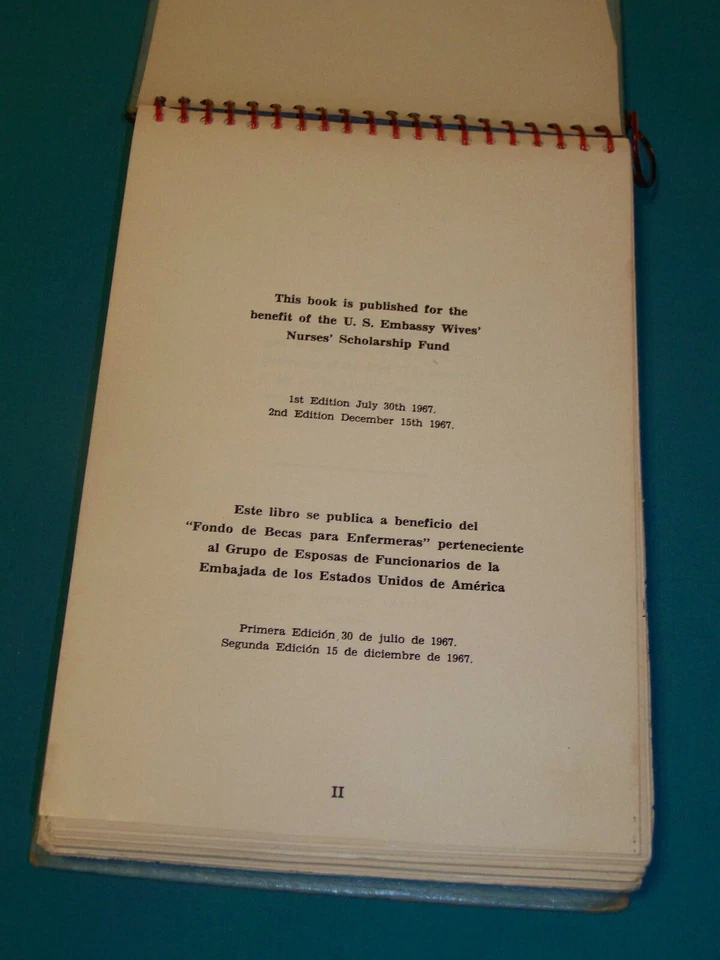 This book is published for the
benefit of the U. S. Embassy Wives'
Nurses' Scholarship Fund
1st Edition July 30th 1967.
2nd Edition December 15th 1967.
Este libro se publica a beneficio del
"Fondo de Becas para Enfermeras" perteneciente
al Grupo de Esposas de Funcionarios de la
Embajada de los Estados Unidos de América
Primera Edición, 30 de julio de 1967.
Segunda Edición 15 de diciembre de 1967.
II